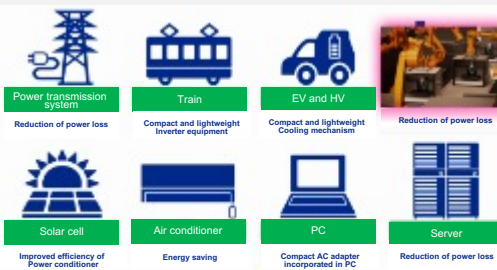 Power transmission
system
Train
EV and HV
Reduction of power loss
Compact and lightweight
Inverter equipment
Compact and lightweight
Cooling mechanism
Reduction of power loss
Solar cell
Air conditioner
PC
Server
Improved efficiency of
Power conditioner
Energy saving
Compact AC adapter
incorporated in PC
Reduction of power loss